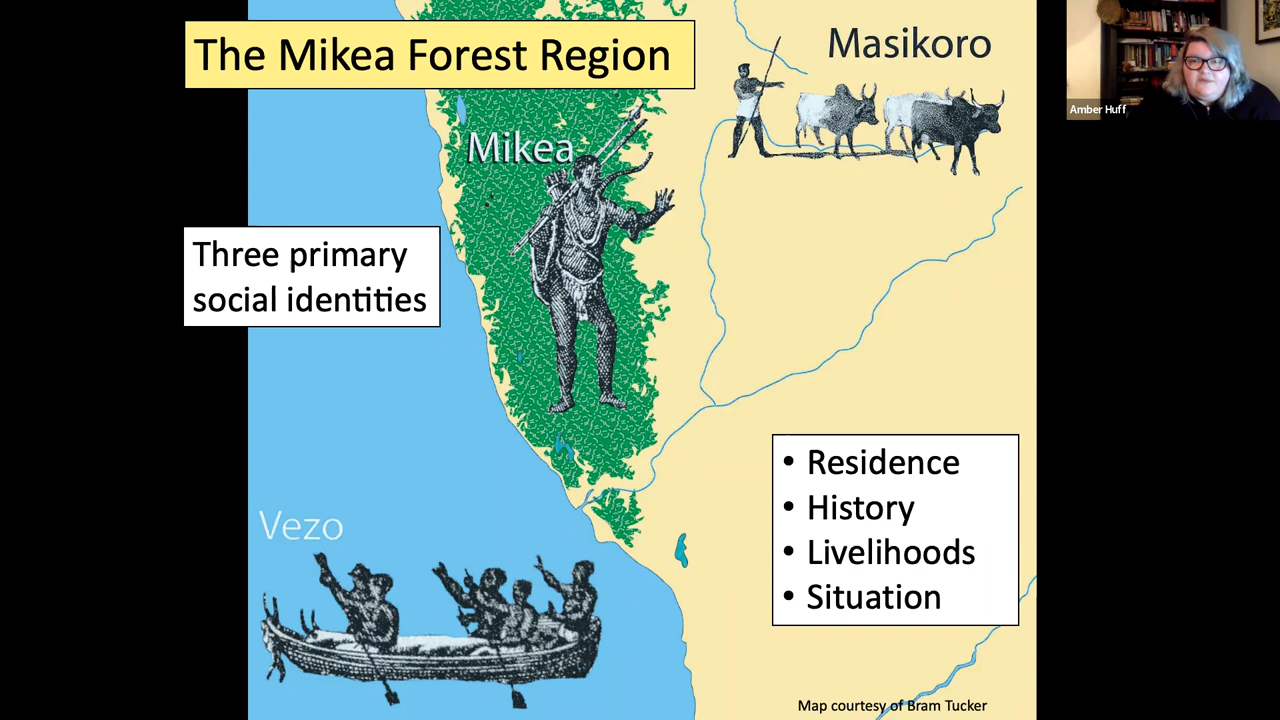 The Mikea Forest Region
Masikoro
Amber Huff
Mikea
Three primary
social identities
• Residence
• History
• Livelihoods
• Situation
Vezo
Map courtesy of Bram Tucker